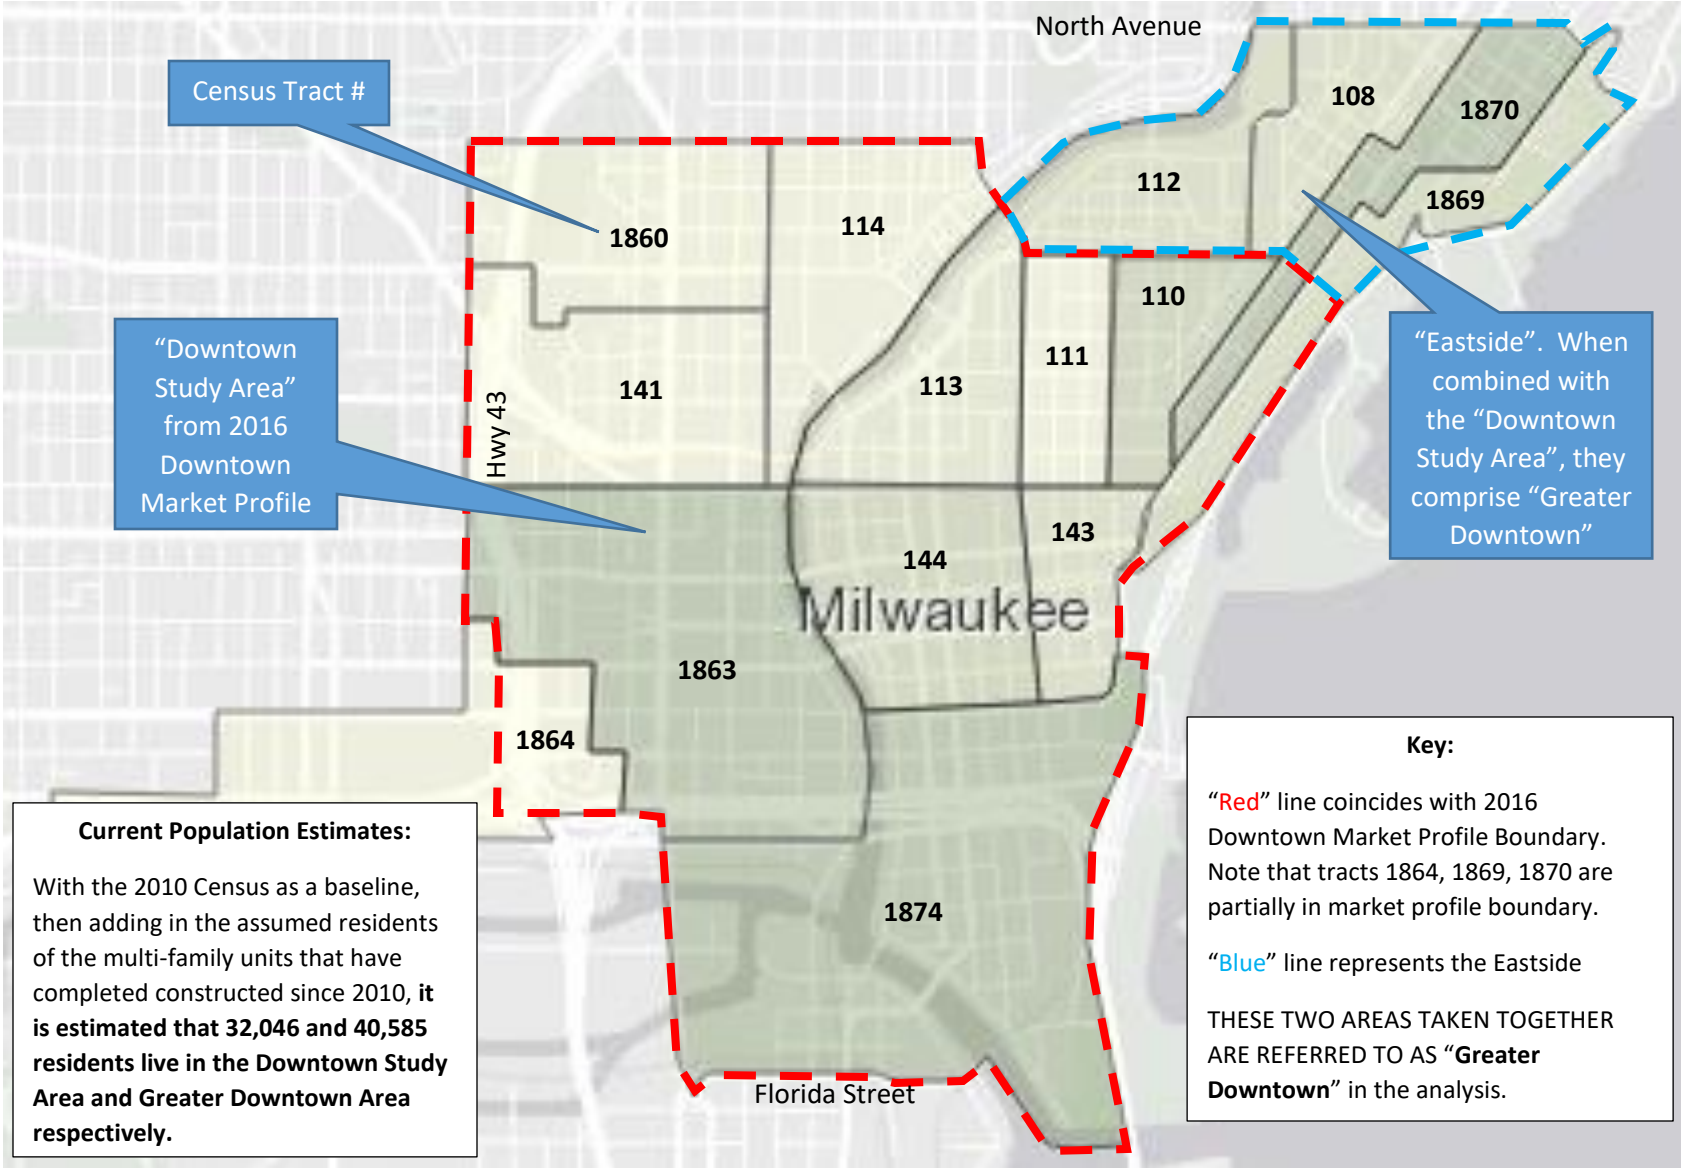 North Avenue
Census Tract #
108
1870
112
1869
1860
114
110
"Downtown
Study Area"
from 2016
Downtown
Market Profile
"Eastside".  When
combined with
the "Downtown
Study Area", they
comprise "Greater
Downtown"
111
113
141
Hwy 43
143
144
Milwaukee
1863
1864
1874
Florida Street
Current Population Estimates:
With the 2010 Census as a baseline,
then adding in the assumed residents
of the multi-family units that have
completed constructed since 2010, it
is estimated that 32,046 and 40,585
residents live in the Downtown Study
Area and Greater Downtown Area
respectively.
Key:
"Red" line coincides with 2016
Downtown Market Profile Boundary.
Note that tracts 1864, 1869, 1870 are
partially in market profile boundary.
"Blue" line represents the Eastside
THESE TWO AREAS TAKEN TOGETHER
ARE REFERRED TO AS "Greater
Downtown" in the analysis.